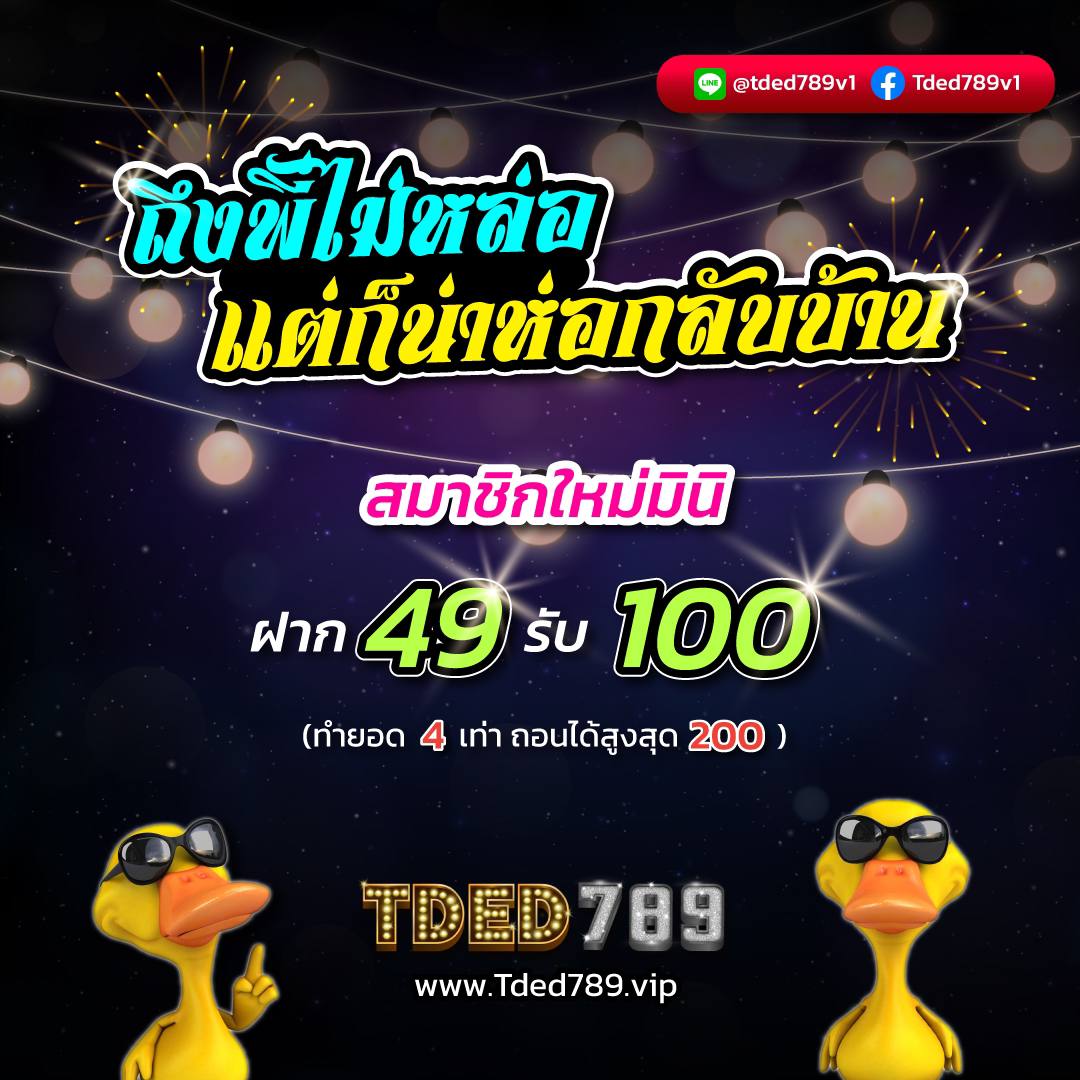 @tded789v1 Tded789v1
ถึงพี่ไม่หล่อ
แต่ก็น่าห่อกลับบ้าน
สมาชิกใหม่มินิ
ฝาก 49 รับ 100
(ทำยอด 4 เท่า ถอนได้สูงสุด 200 )
TDED789
www.Tded789.vip